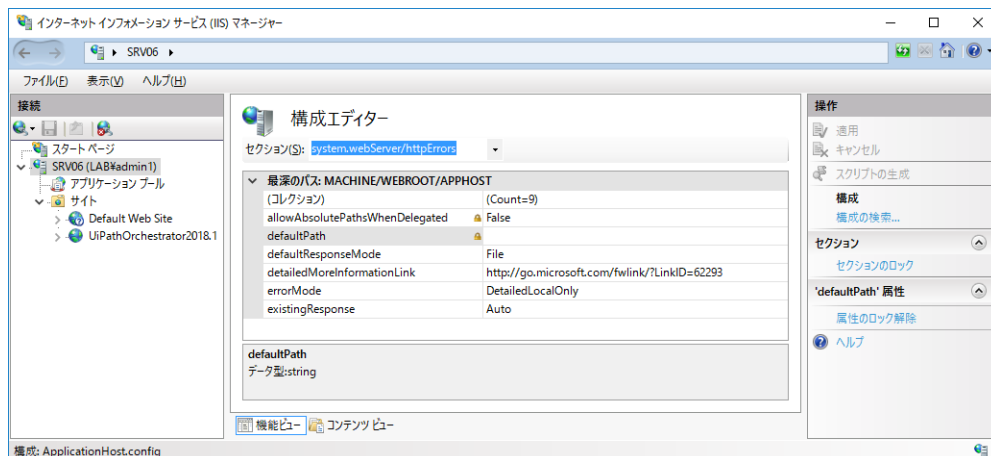 インターネット インフォメーション サービス (IIS) マネージャー
SRV06
ファイル(F) 表示(V) ヘルプ(H)
接続
スタート ページ
SRV06 (LAB¥admin1)
アプリケーション プール
サイト
Default Web Site
UiPathOrchestrator2018.1
構成エディター
セクション(S): system.webServer/httpErrors
最深のパス: MACHINE/WEBROOT/APPHOST
(コレクション) (Count=9)
allowAbsolutePathsWhenDelegated False
defaultPath
defaultResponseMode File
detailedMoreInformationLink http://go.microsoft.com/fwlink/?LinkID=62293
errorMode DetailedLocalOnly
existingResponse Auto
defaultPath
データ型:string
機能ビュー コンテンツ ビュー
操作
適用
キャンセル
スクリプトの生成
構成
構成の検索...
セクション
セクションのロック
'defaultPath' 属性
属性のロック解除
ヘルプ
構成: ApplicationHost.config